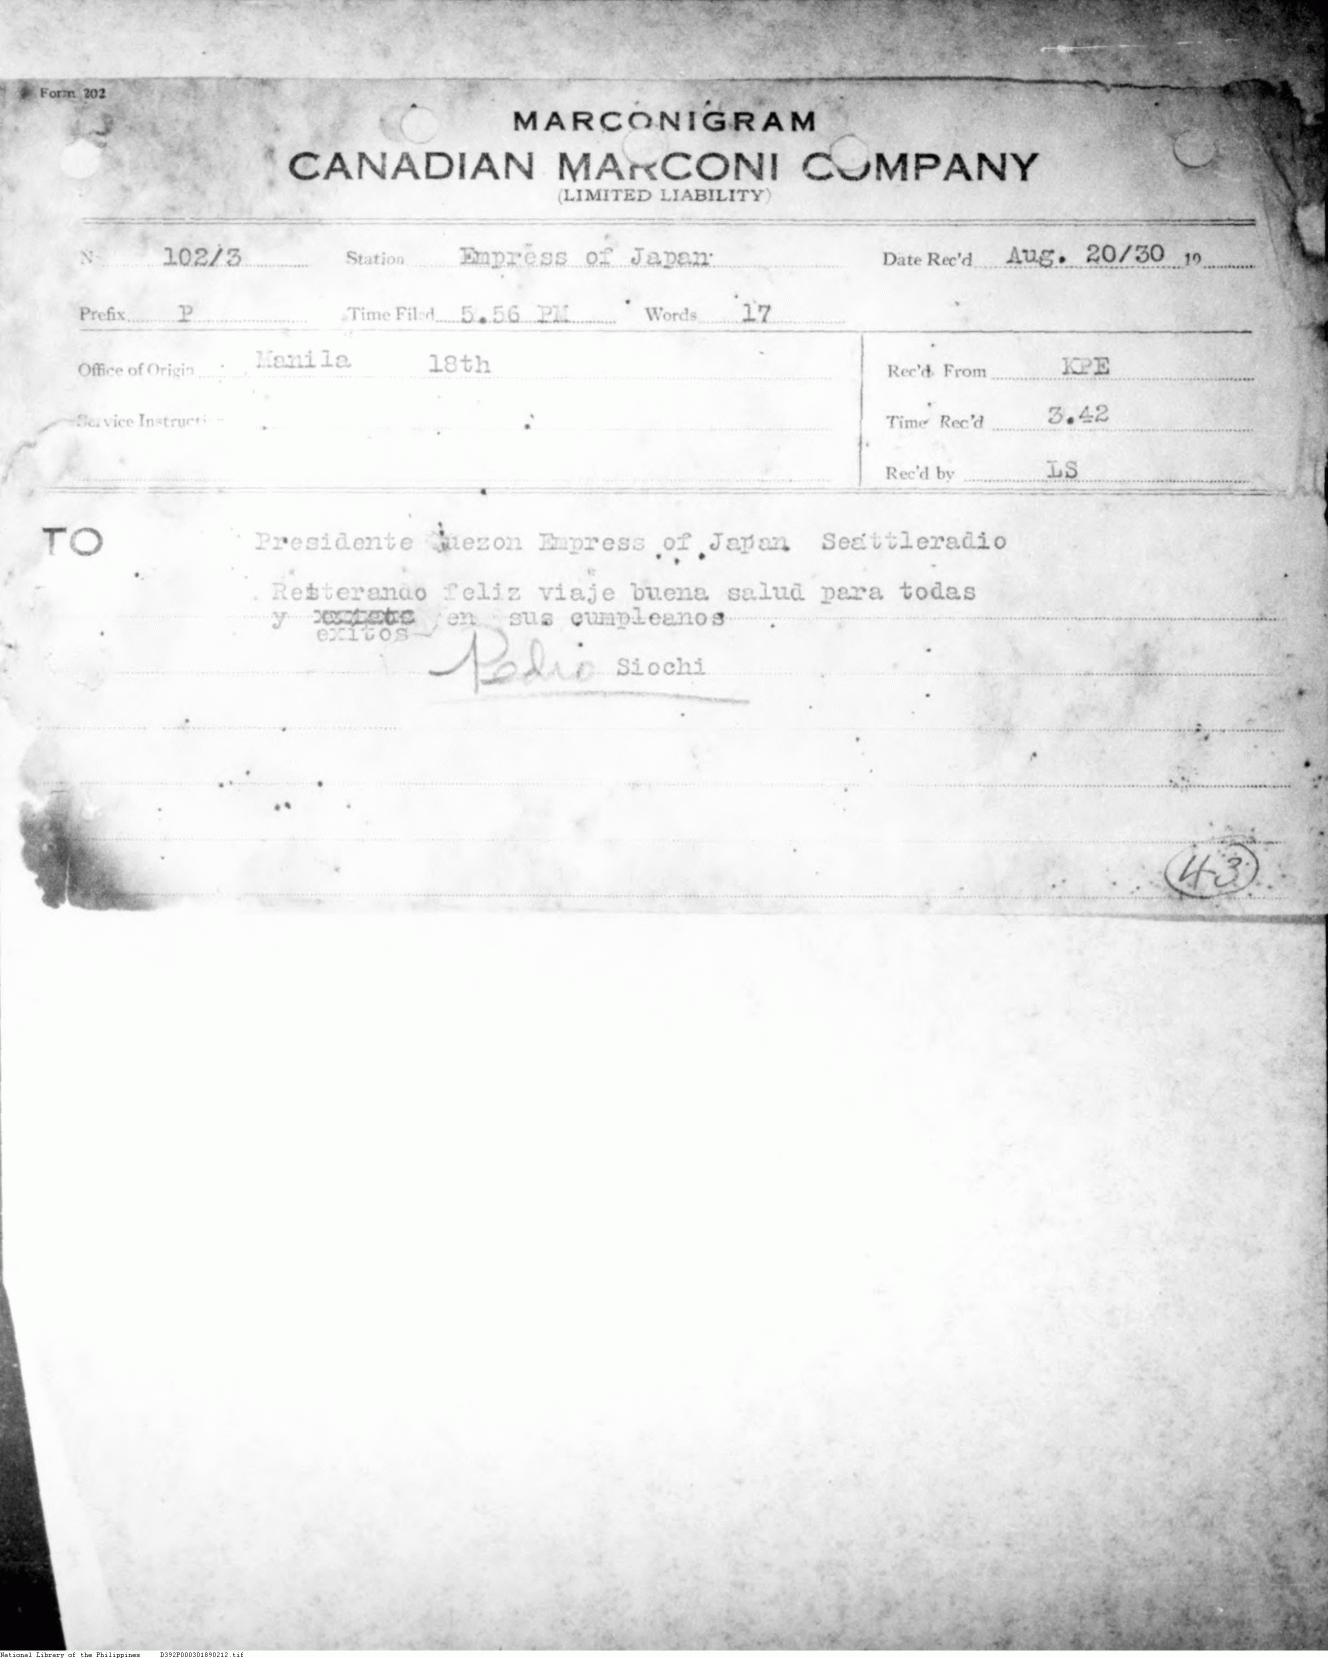 Form 202
MARCONIGRAM
CANADIAN MARCONI COMPANY
(LIMITED LIABILITY)
N 102/3 Station Empress of Japan Date Rec'd Aug. 20/30 19
Prefix P Time Filed 5.56 PM Words 17
Office of Origin Manila 18th Rec'd From KPE
Service Instructi Time Rec'd 3.42
Rec'd by LS
TO Presidente Quezon Empress of Japan Seattleradio
Reiterando feliz viaje buena salud para todas
y en sus cumpleanos
exitos
Pedro Siochi
43
National Library of the Philippines D392P000301890212.tif